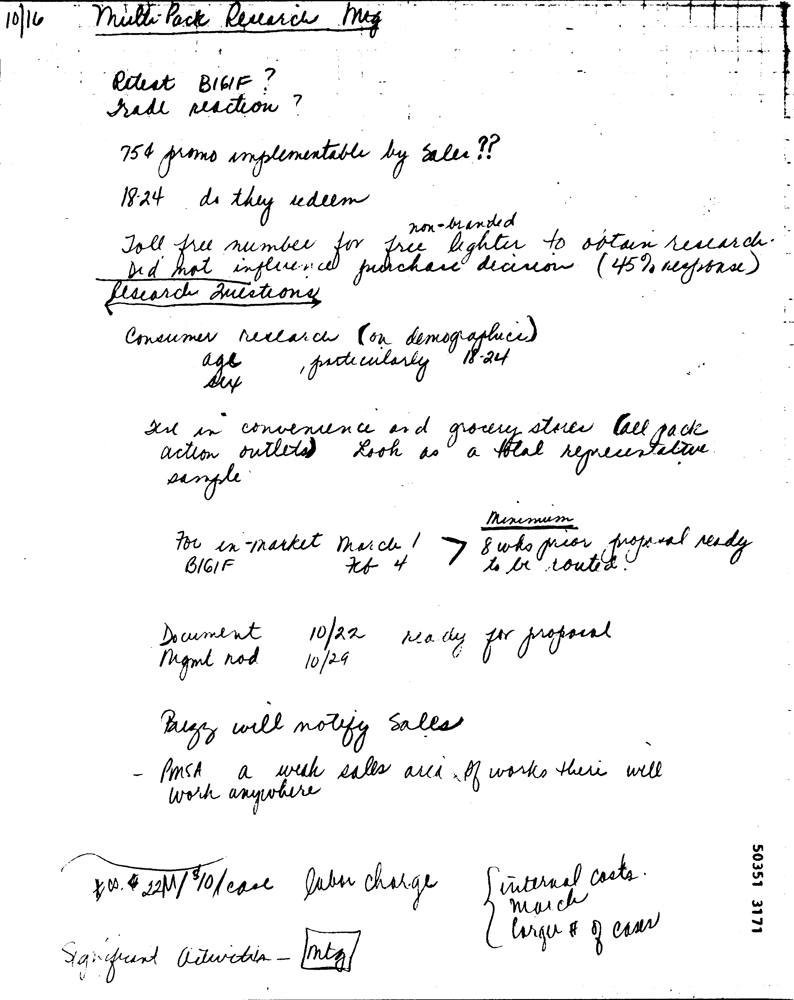 10/16 Multi-Pack Research Mtg
Retest B1G1F?
Trade reaction?
75¢ promo implementable by Sales??
18-24 do they redeem
non-branded
Toll free number for free lighter to obtain research.
Did not influence purchase decision (45% response)
Research Questions
Consumer research (on demographics)
age , particularly 18-24
sex
Test in convenience and grocery stores (all pack
action outlets) Look as a total representative
sample
Minimum
For in-market March 1 > 8 wks prior proposal ready
B1G1F Feb 4 to be routed.
Document 10/22 ready for proposal
Mgmt nod 10/29
will notify Sales
- PMSA a weak sales area. If works there will
work anywhere
22M/$10/case labor charge { internal costs.
March
larger # of cases
Significant Activities - Mtg
50351 3171